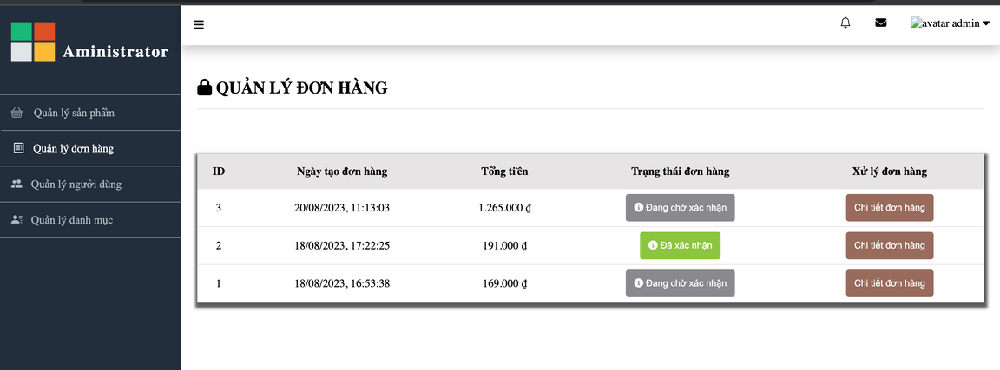 Aministrator
avatar admin
Quản lý sản phẩm
Quản lý đơn hàng
Quản lý người dùng
Quản lý danh mục
QUẢN LÝ ĐƠN HÀNG
ID Ngày tạo đơn hàng Tổng tiền Trạng thái đơn hàng Xử lý đơn hàng
3 20/08/2023, 11:13:03 1.265.000 ₫ Đang chờ xác nhận Chi tiết đơn hàng
2 18/08/2023, 17:22:25 191.000 ₫ Đã xác nhận Chi tiết đơn hàng
1 18/08/2023, 16:53:38 169.000 ₫ Đang chờ xác nhận Chi tiết đơn hàng